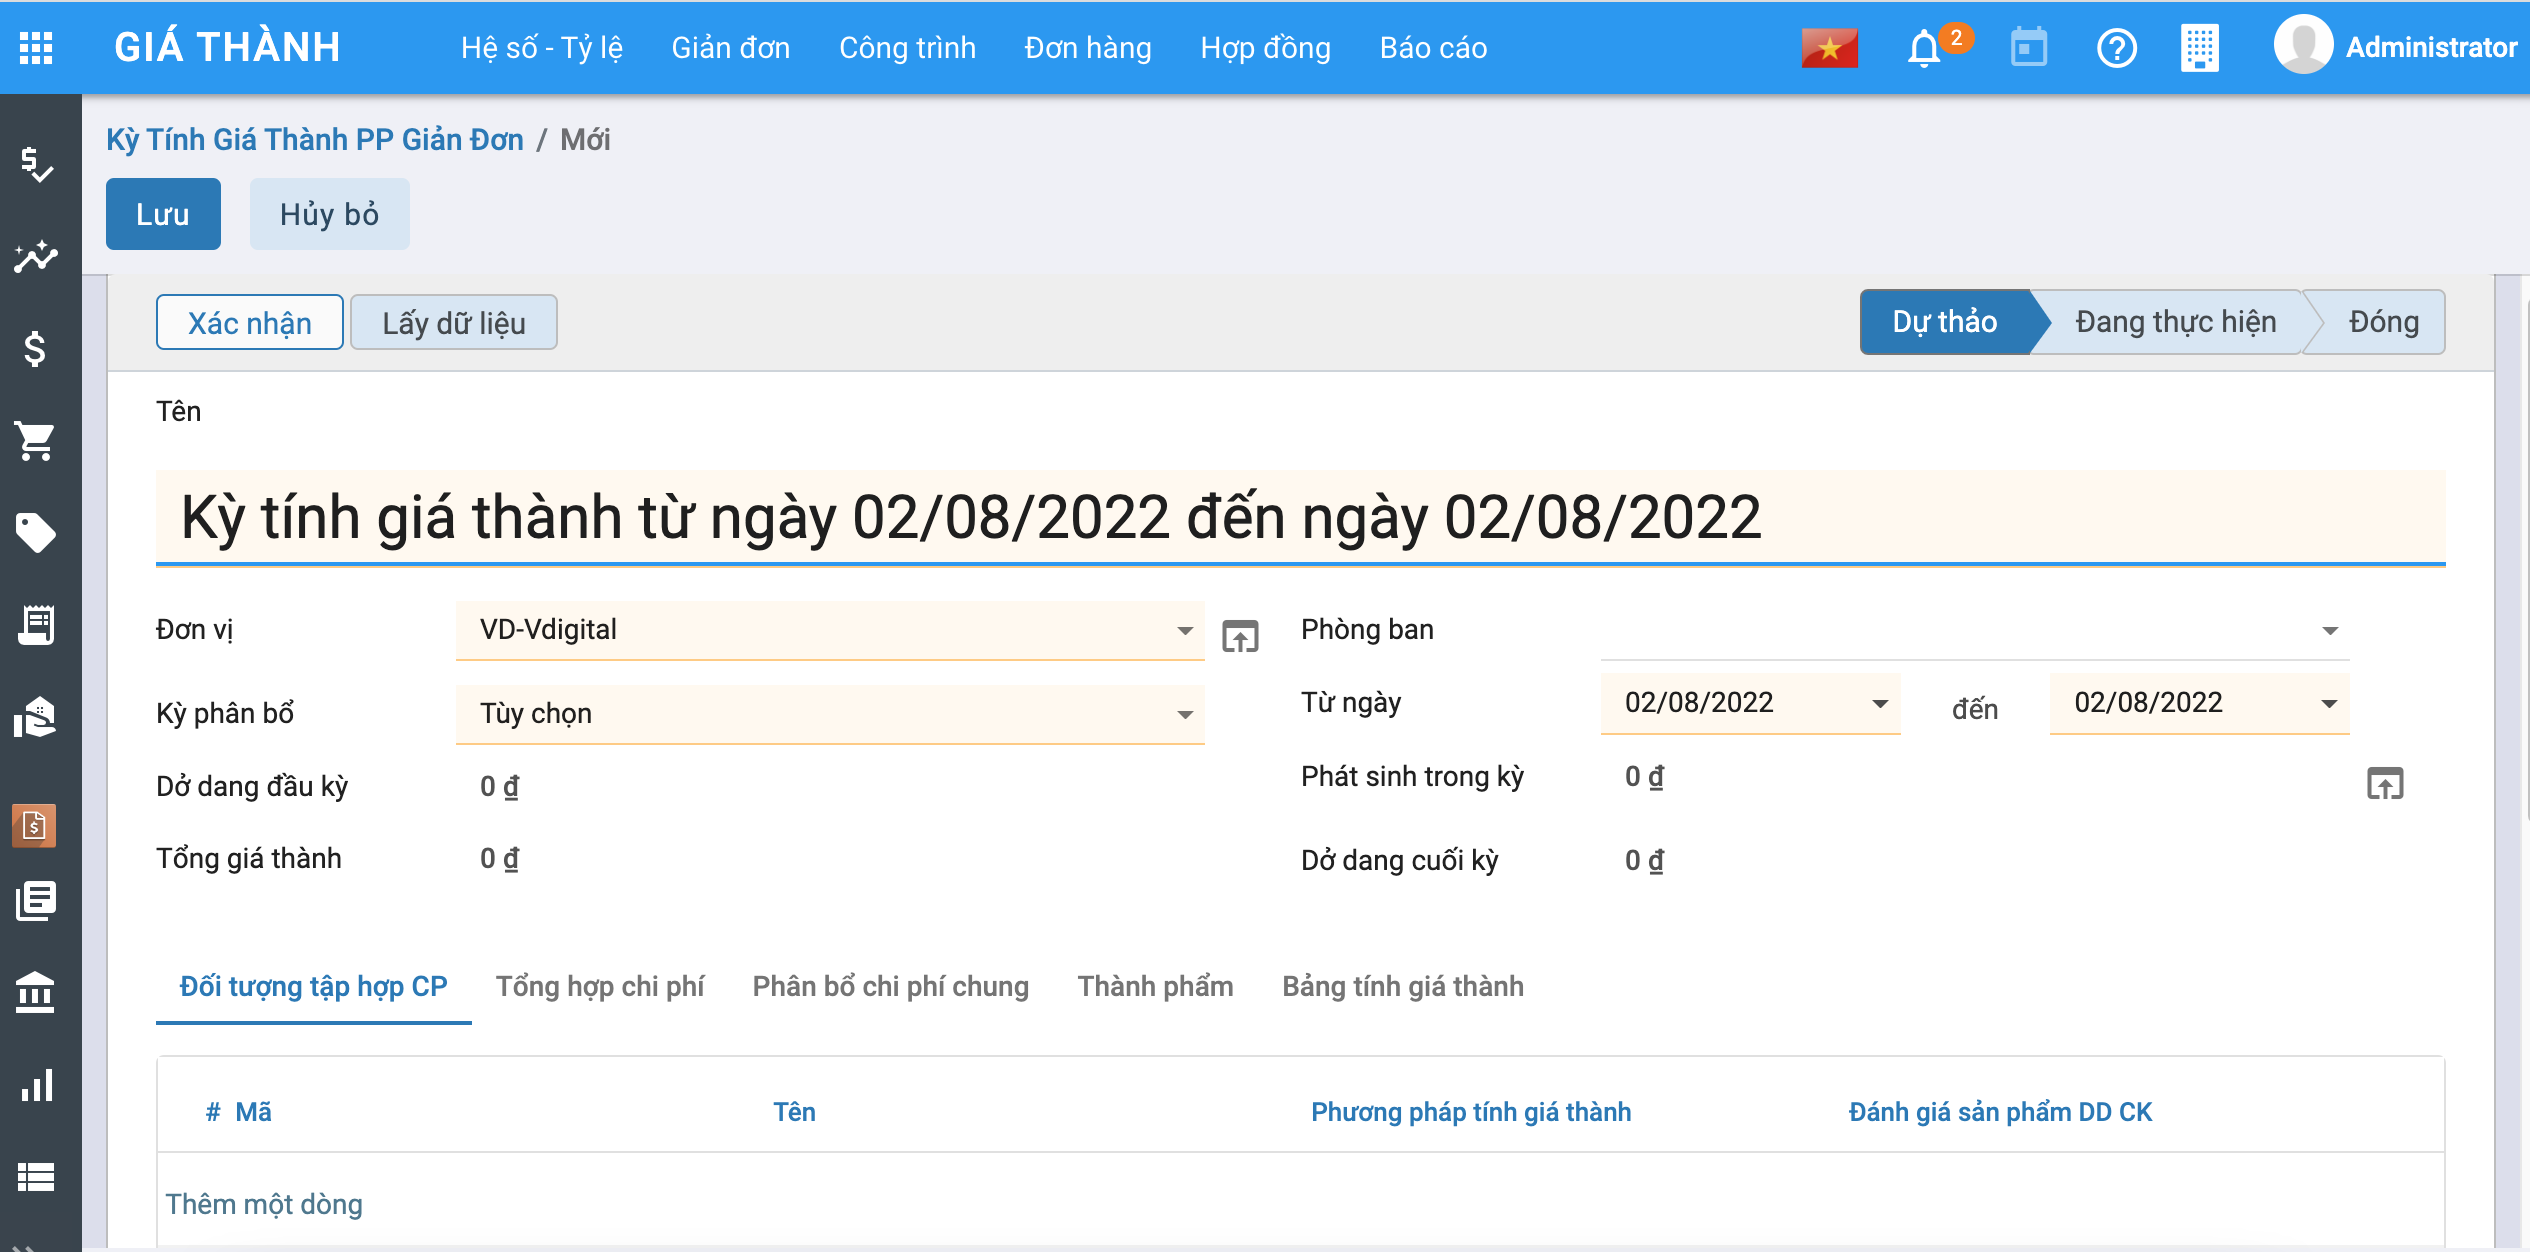 GIÁ THÀNH Hệ số - Tỷ lệ Giản đơn Công trình Đơn hàng Hợp đồng Báo cáo 2 Administrator
Kỳ Tính Giá Thành PP Giản Đơn / Mới
Lưu Hủy bỏ
Xác nhận Lấy dữ liệu Dự thảo Đang thực hiện Đóng
Tên
Kỳ tính giá thành từ ngày 02/08/2022 đến ngày 02/08/2022
Đơn vị VD-Vdigital Phòng ban
Kỳ phân bổ Tùy chọn Từ ngày 02/08/2022 đến 02/08/2022
Dở dang đầu kỳ 0 ₫ Phát sinh trong kỳ 0 ₫
Tổng giá thành 0 ₫ Dở dang cuối kỳ 0 ₫
Đối tượng tập hợp CP Tổng hợp chi phí Phân bổ chi phí chung Thành phẩm Bảng tính giá thành
# Mã Tên Phương pháp tính giá thành Đánh giá sản phẩm DD CK
Thêm một dòng